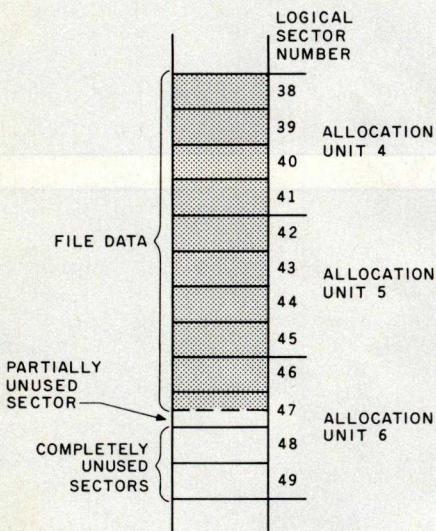 LOGICAL
SECTOR
NUMBER
38
39
ALLOCATION
UNIT 4
40
41
42
FILE DATA
43
ALLOCATION
UNIT 5
44
45
46
PARTIALLY
UNUSED
SECTOR
47
ALLOCATION
UNIT 6
COMPLETELY
UNUSED
SECTORS
48
49